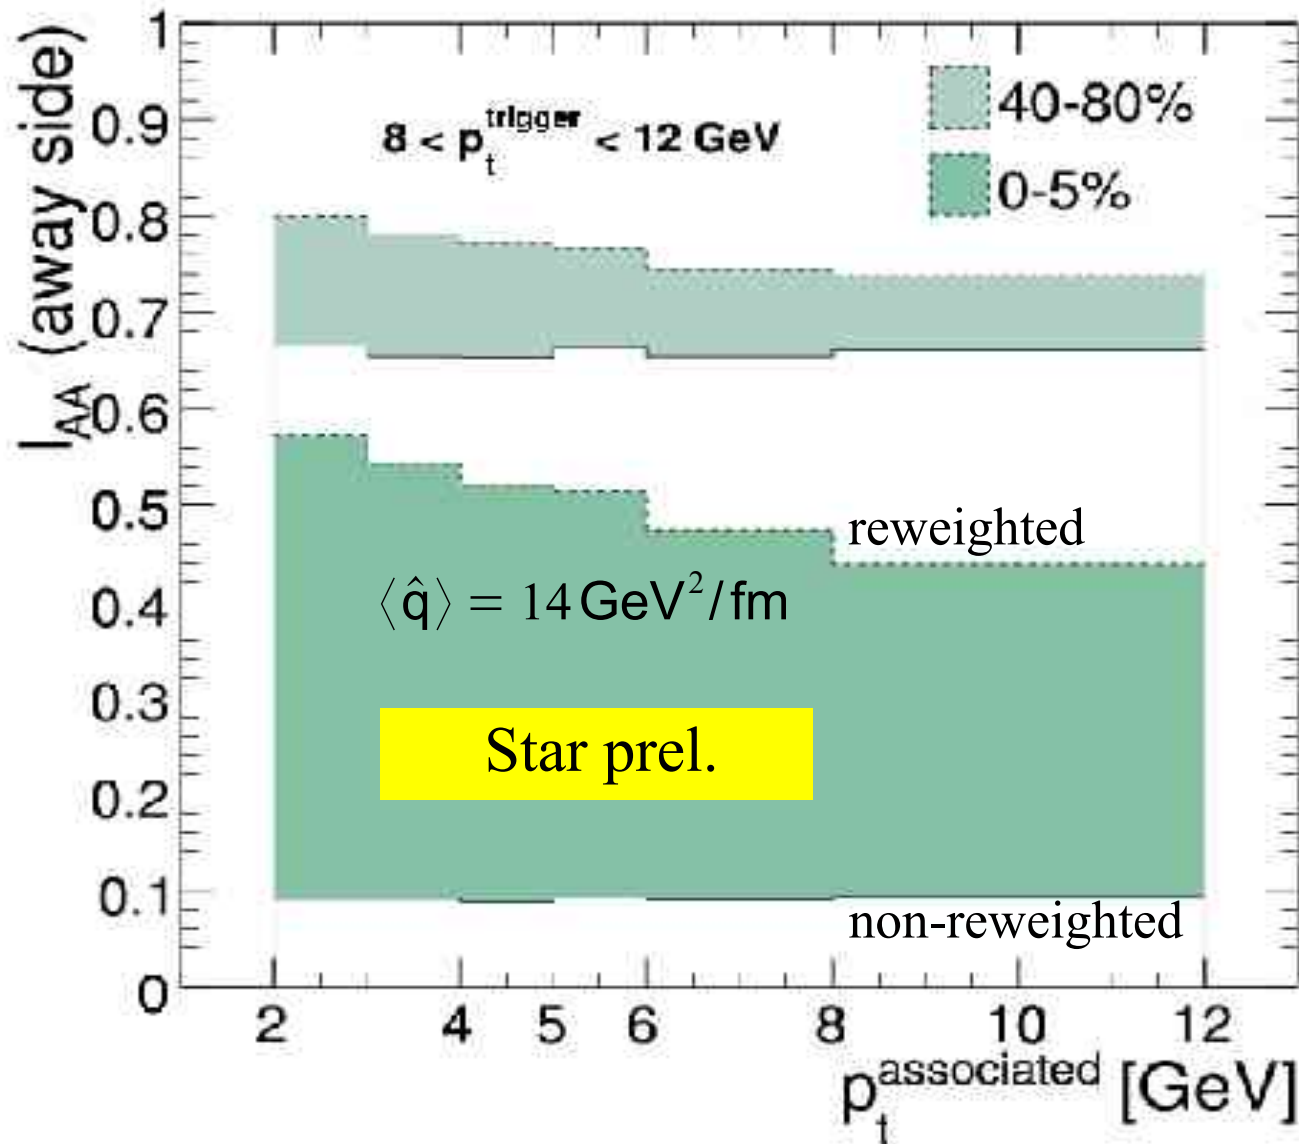 I_AA (away side)
1
0.9
0.8
0.7
0.6
0.5
0.4
0.3
0.2
0.1
0
8 < p_t^trigger < 12 GeV
40-80%
0-5%
reweighted
⟨q̂⟩ = 14 GeV²/fm
Star prel.
non-reweighted
2 4 5 6 8 10 12
p_t^associated [GeV]